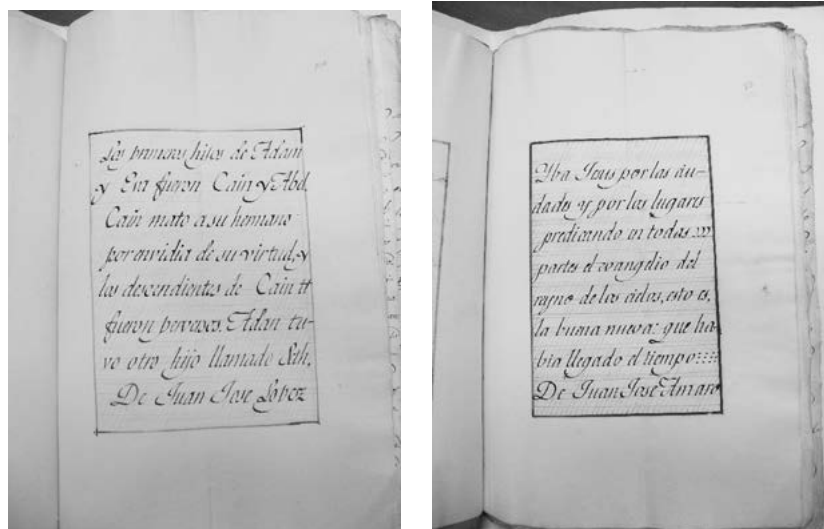 Los primeros hijos de Adan
y Eva fueron Cain y Abel.
Cain mato a su hermano
por envidia de su virtud, y
los descendientes de Cain
fueron perversos. Adan tu-
vo otro hijo llamado Seth.
De Juan Jose Lopez
Yba Jesus por las ciu-
dades y por los lugares
predicando en todas
partes el evangelio del
reyno de los cielos, esto es,
la buena nueva: que ha-
bia llegado el tiempo::::
De Juan Jose Amaro